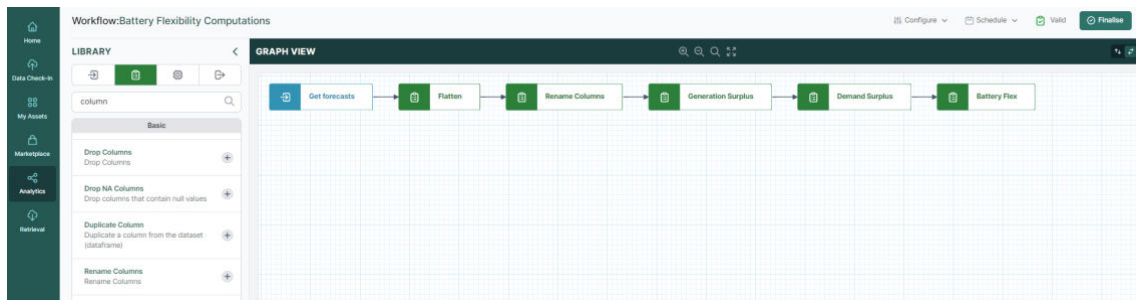 Workflow:Battery Flexibility Computations
Configure
Schedule
Valid
Finalise
Home
Data Check-in
My Assets
Marketplace
Analytics
Retrieval
LIBRARY
column
Basic
Drop Columns
Drop Columns
Drop NA Columns
Drop columns that contain null values
Duplicate Column
Duplicate a column from the dataset
(dataframe)
Rename Columns
Rename Columns
GRAPH VIEW
Get forecasts
Flatten
Rename Columns
Generation Surplus
Demand Surplus
Battery Flex